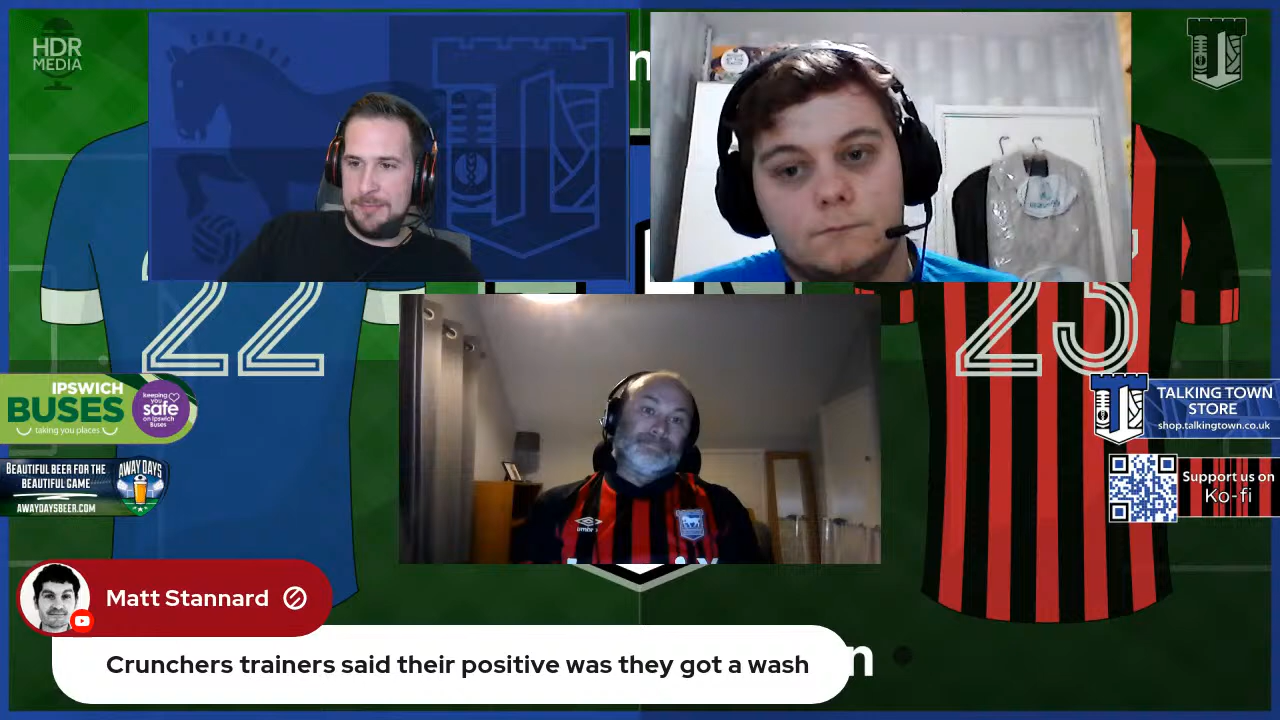 HDR
MEDIA
n
22
23
IPSWICH
BUSES
taking you places
keeping
you
safe
on Ipswich
Buses
BEAUTIFUL BEER FOR THE
BEAUTIFUL GAME
AWAYDAYSBEER.COM
AWAY DAYS
umbro
TALKING TOWN
STORE
shop.talkingtown.co.uk
Support us on
Ko-fi
Matt Stannard
Crunchers trainers said their positive was they got a wash
n